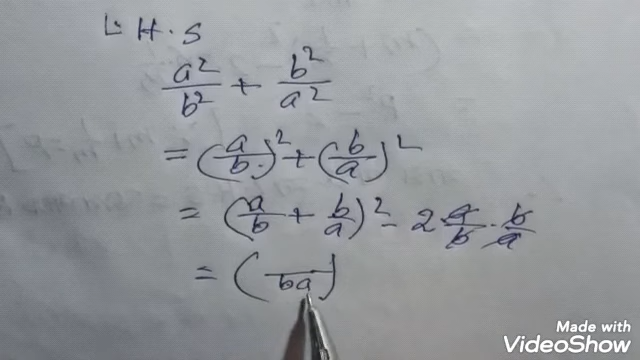 L.H.S
a²/b² + b²/a²
= (a/b)² + (b/a)²
= (a/b + b/a)² - 2 a/b · b/a
= ( /ba)
Made with
VideoShow